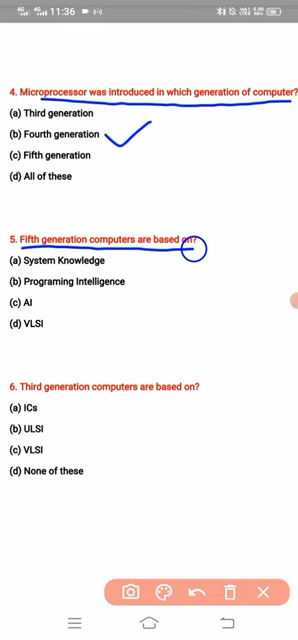 4G 4G 11:36
4. Microprocessor was introduced in which generation of computer?
(a) Third generation
(b) Fourth generation
(c) Fifth generation
(d) All of these
5. Fifth generation computers are based on?
(a) System Knowledge
(b) Programing Intelligence
(c) AI
(d) VLSI
6. Third generation computers are based on?
(a) ICs
(b) ULSI
(c) VLSI
(d) None of these